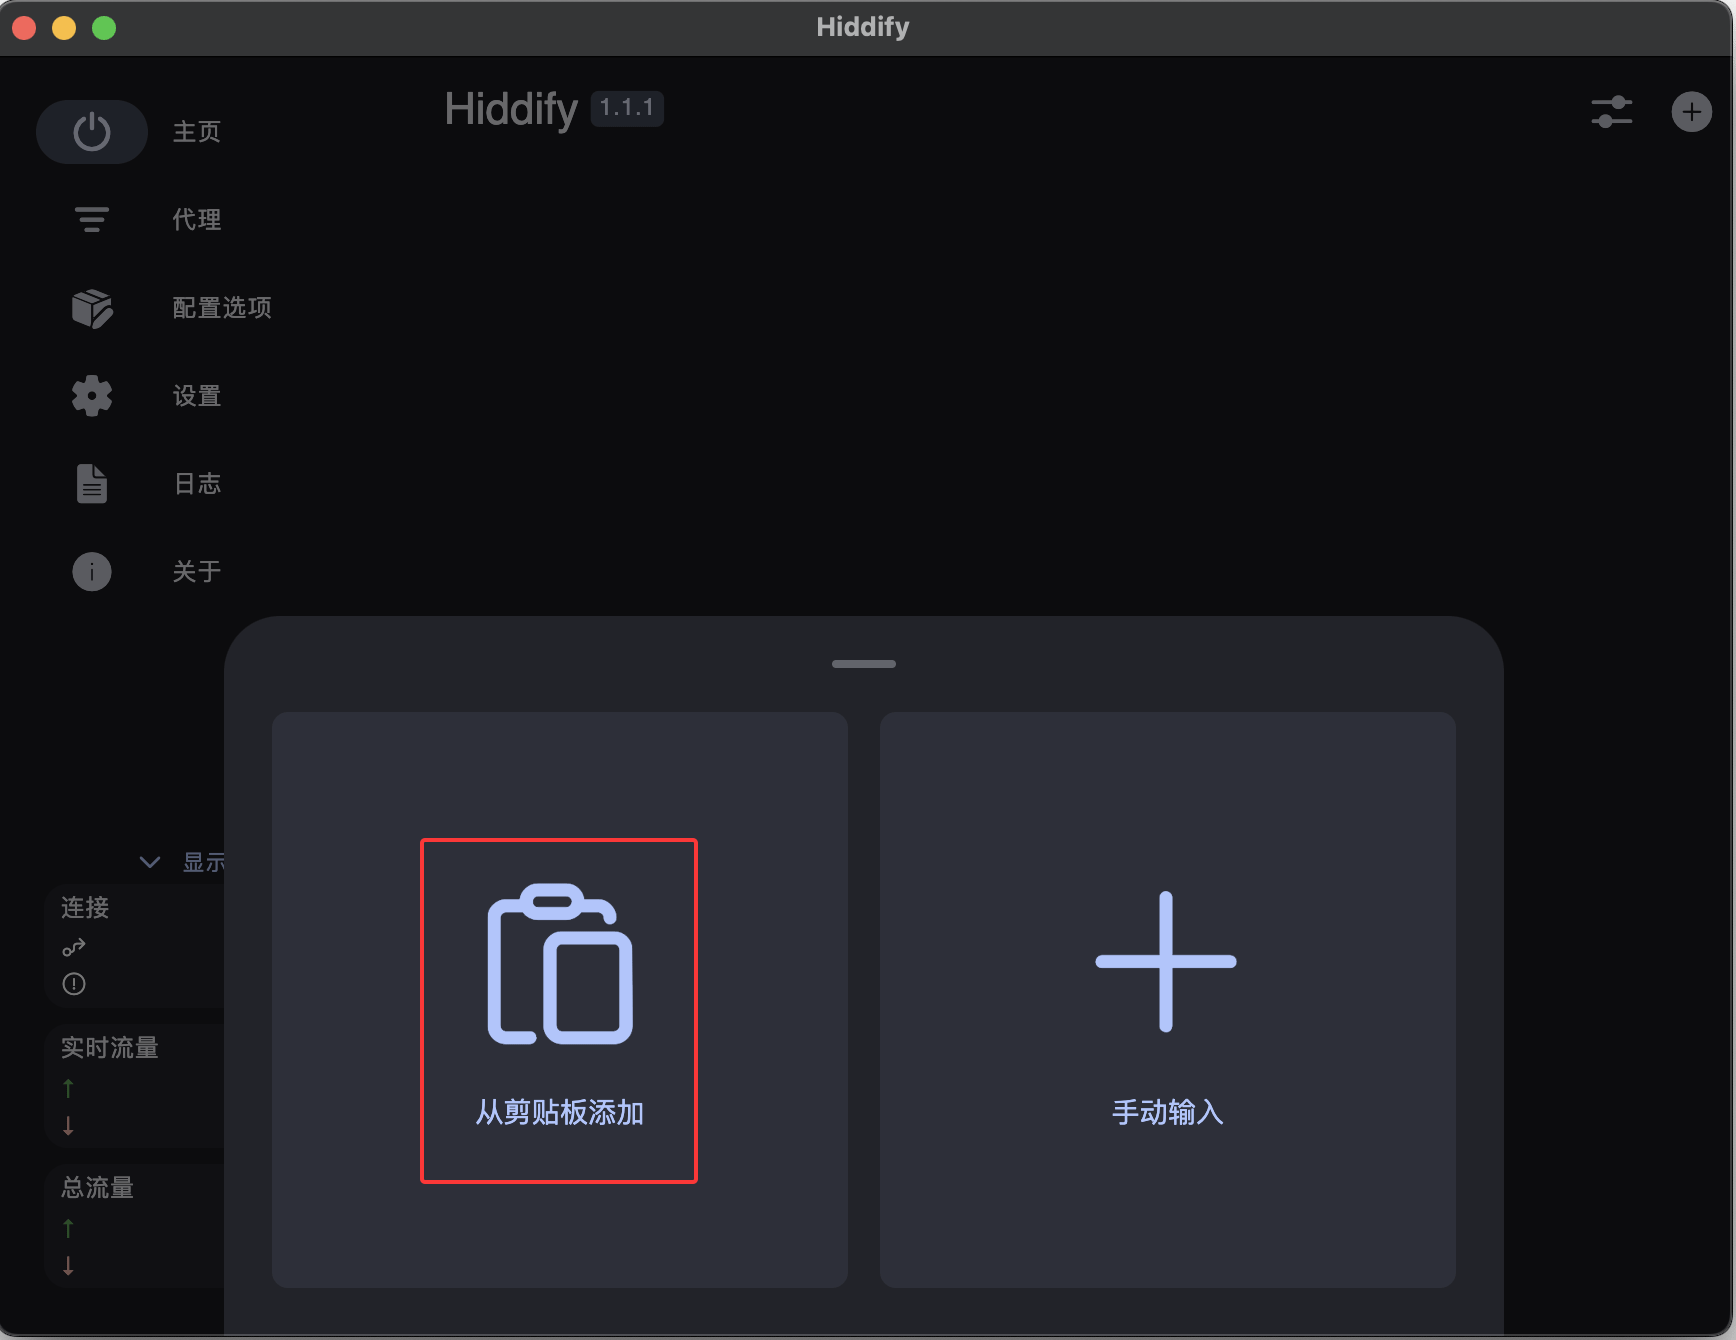 Hiddify
主页
Hiddify 1.1.1
代理
配置选项
设置
日志
关于
显示
连接
实时流量
总流量
从剪贴板添加
手动输入